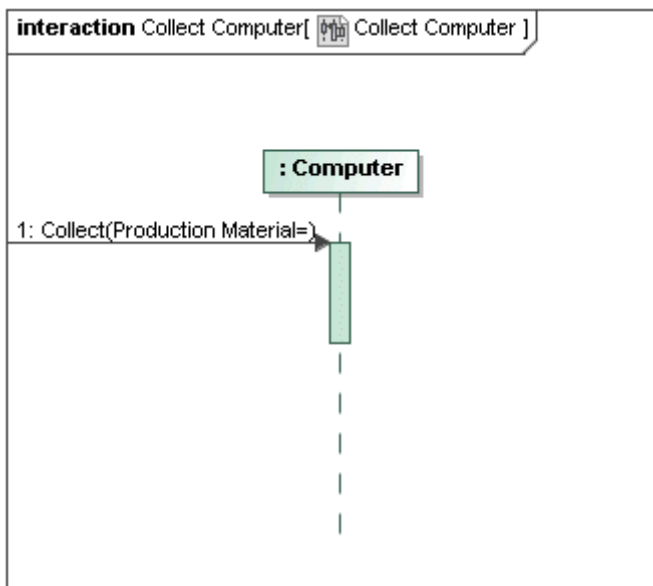 interaction Collect Computer[ Collect Computer ]
: Computer
1: Collect(Production Material=)